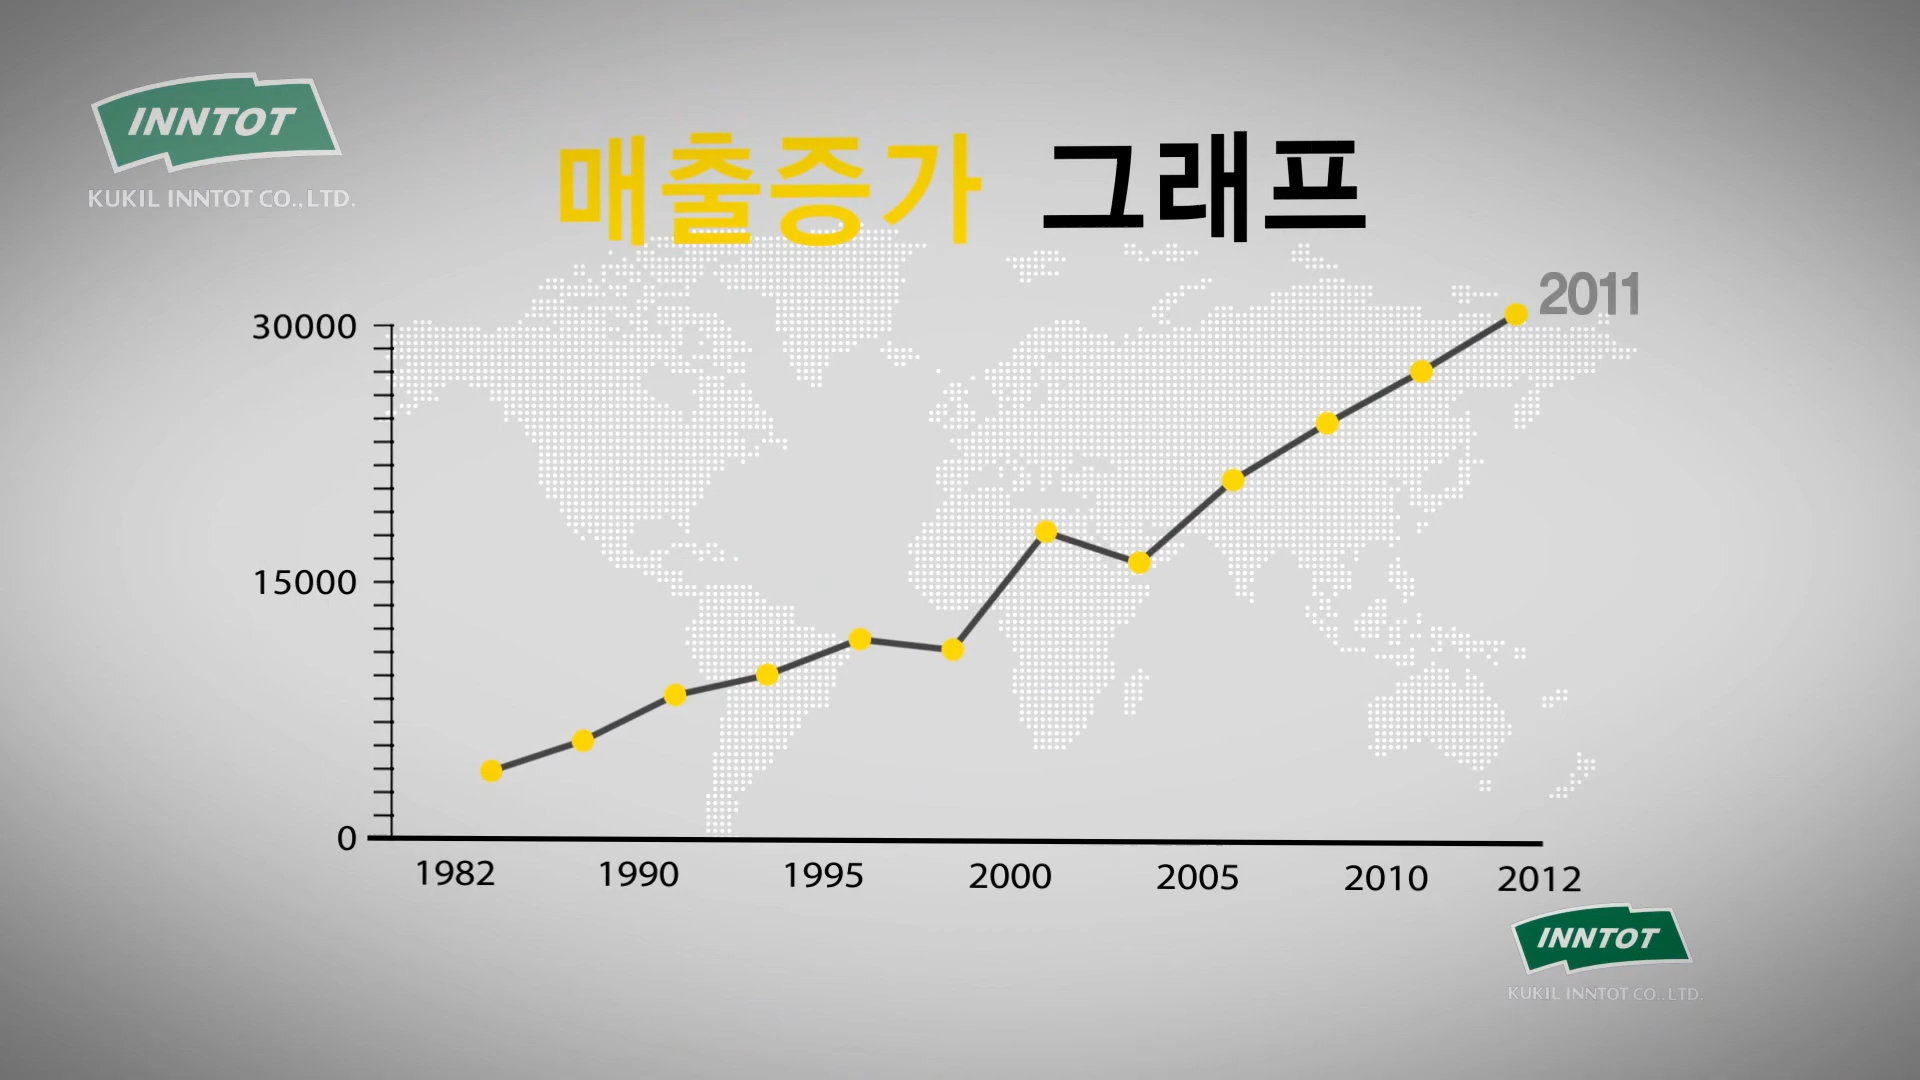 INNTOT
KUKIL INNTOT CO.,LTD.
매출증가 그래프
2011
30000
15000
0
1982 1990 1995 2000 2005 2010 2012
INNTOT
KUKIL INNTOT CO.,LTD.